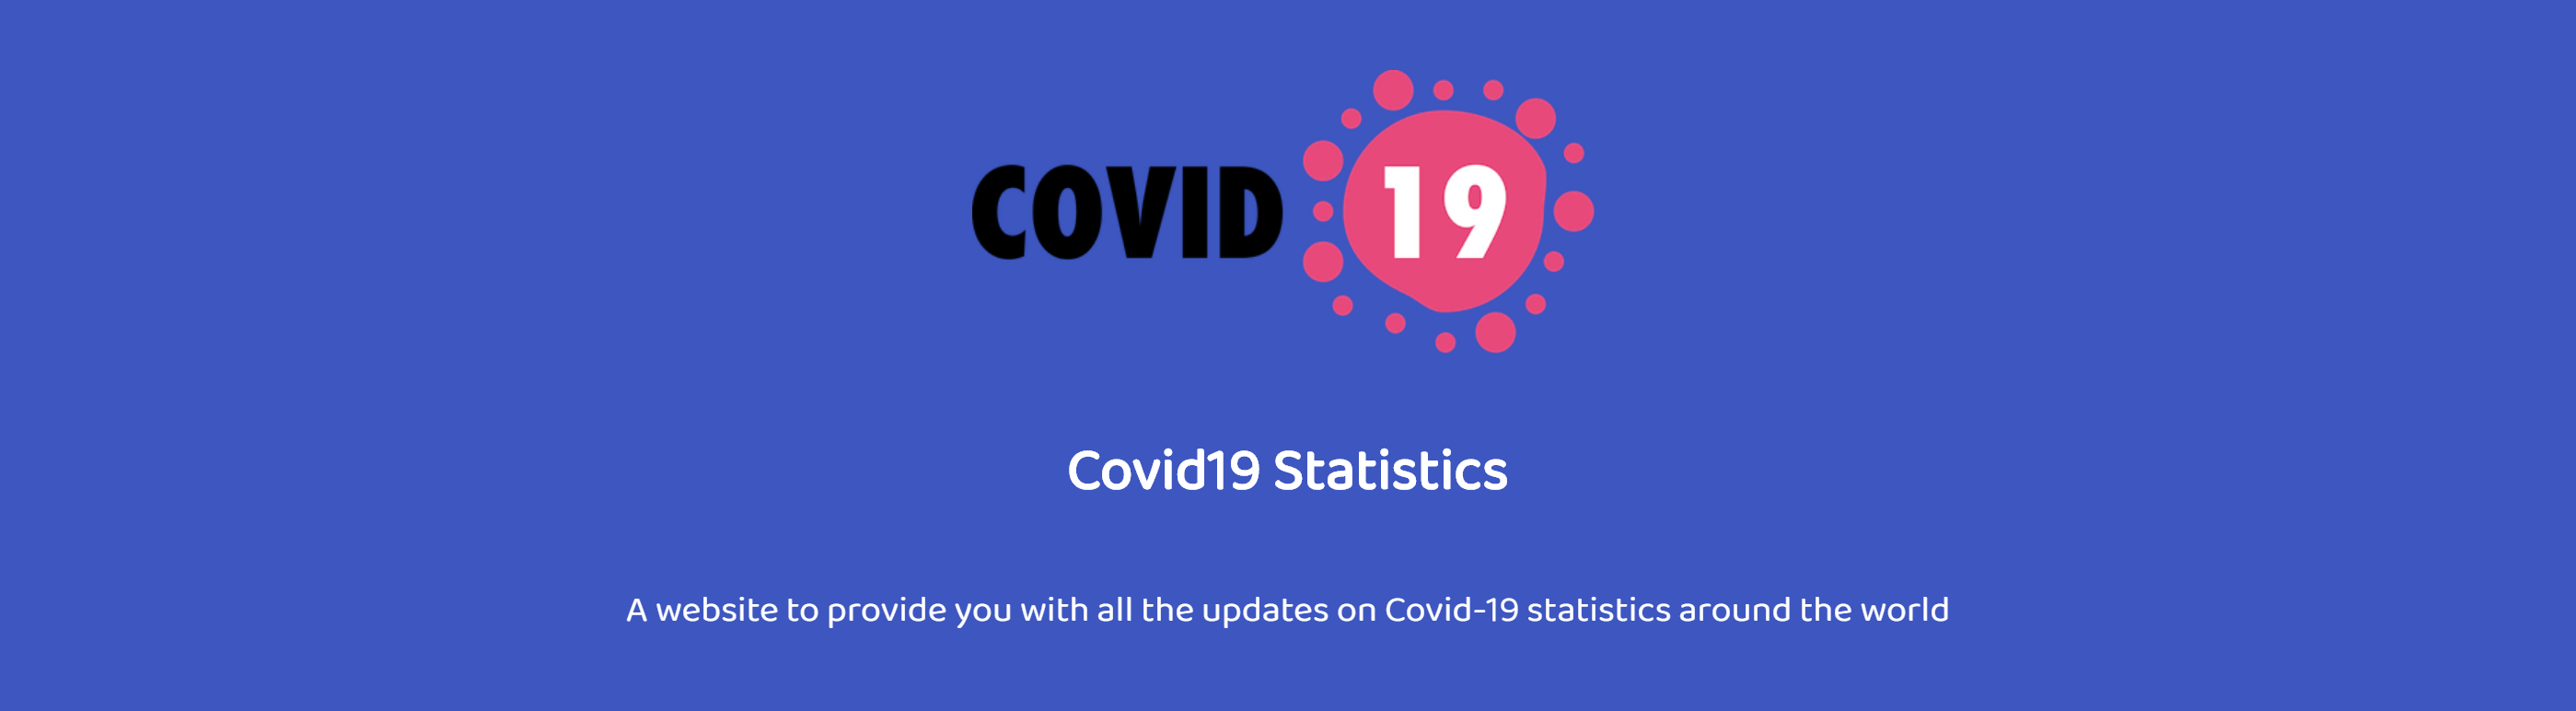 COVID 19
Covid19 Statistics
A website to provide you with all the updates on Covid-19 statistics around the world